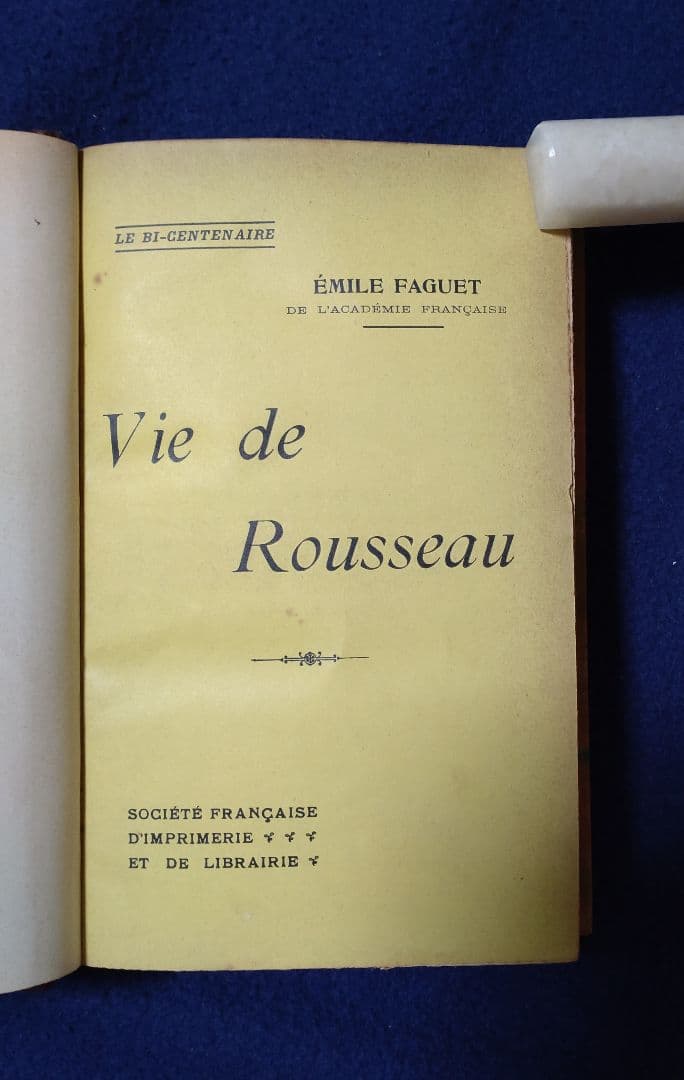 LE BI-CENTENAIRE
ÉMILE FAGUET
DE L'ACADÉMIE FRANÇAISE
Vie de
Rousseau
SOCIÉTÉ FRANÇAISE
D'IMPRIMERIE
ET DE LIBRAIRIE